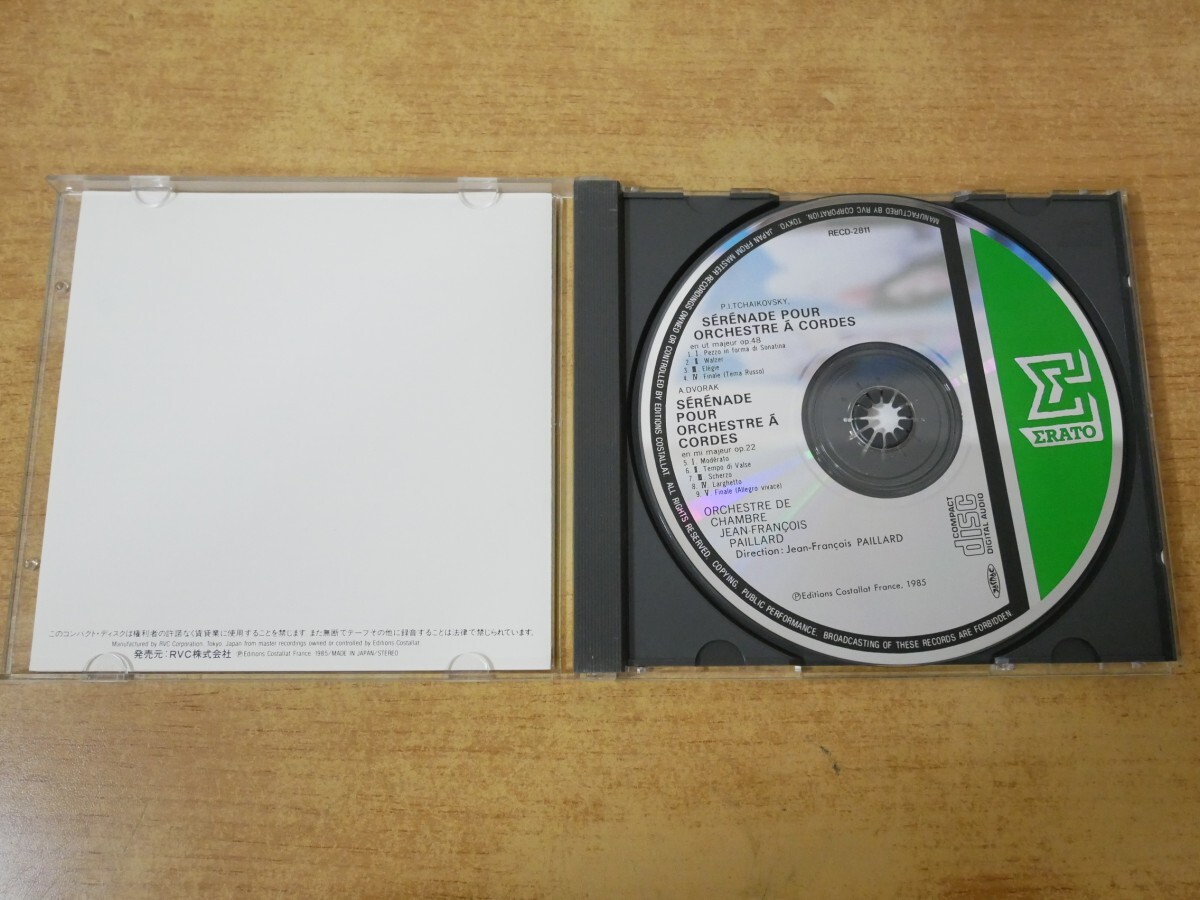 このコンパクト・ディスクは権利者の許諾なく賃貸業に使用することを禁じます また無断でテープその他に録音することは法律で禁じられています。
Manufactured by RVC Corporation, Tokyo, Japan from master recordings owned or controlled by Editions Costallat.
発売元:RVC株式会社 ℗Editions Costallat France, 1985/MADE IN JAPAN/STEREO
MANUFACTURED BY RVC CORPORATION, TOKYO, JAPAN FROM MASTER RECORDINGS OWNED OR CONTROLLED BY EDITIONS COSTALLAT. ALL RIGHTS RESERVED. COPYING, PUBLIC PERFORMANCE, BROADCASTING OF THESE RECORDS ARE FORBIDDEN
RECD-2811
P.I.TCHAIKOVSKY,
SÉRÉNADE POUR
ORCHESTRE Á CORDES
en ut majeur op.48
1. I. Pezzo in forma di Sonatina
2. II Walzer
3. III. Elégie
4. IV Finale (Tema Russo)
A.DVORAK
SÉRÉNADE
POUR
ORCHESTRE Á
CORDES
en mi majeur op.22
5. I Modérato
6. II Tempo di Valse
7. III Scherzo
8. IV. Larghetto
9. V. Finale (Allegro vivace)
ORCHESTRE DE
CHAMBRE
JEAN-FRANÇOIS
PAILLARD
Direction: Jean-François PAILLARD
℗Editions Costallat France, 1985
COMPACT
disc
DIGITAL AUDIO
ΣRATO